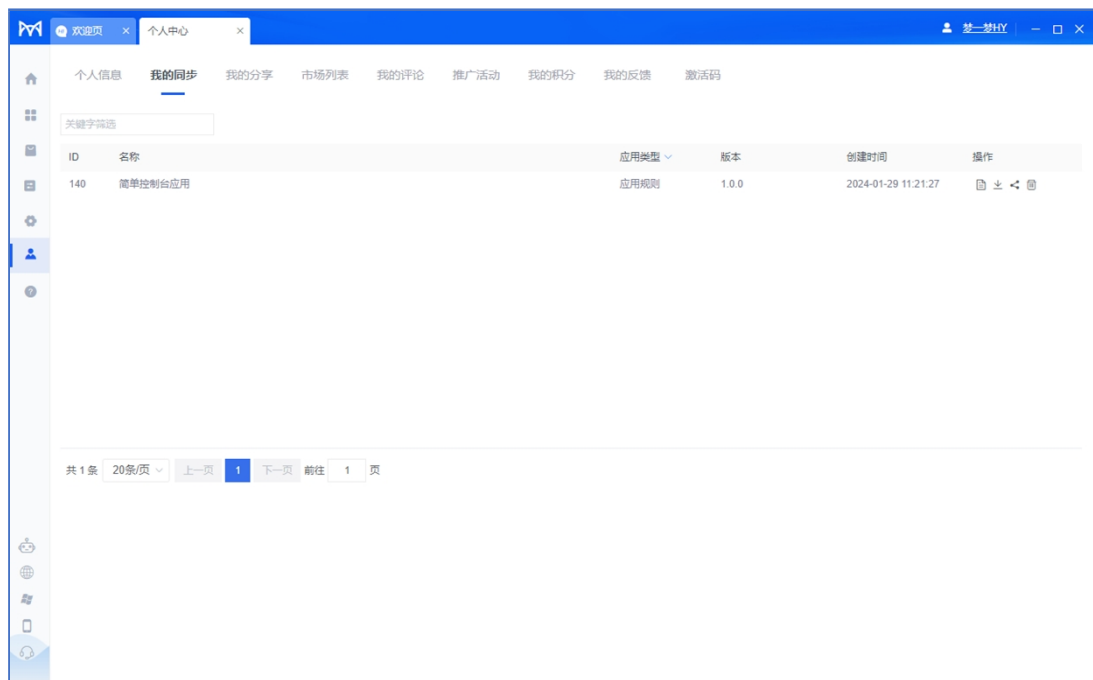 欢迎页 × 个人中心 × 梦一梦HY
个人信息 我的同步 我的分享 市场列表 我的评论 推广活动 我的积分 我的反馈 激活码
关键字筛选
ID 名称 应用类型 版本 创建时间 操作
140 简单控制台应用 应用规则 1.0.0 2024-01-29 11:21:27
共 1 条 20条/页 上一页 1 下一页 前往 1 页